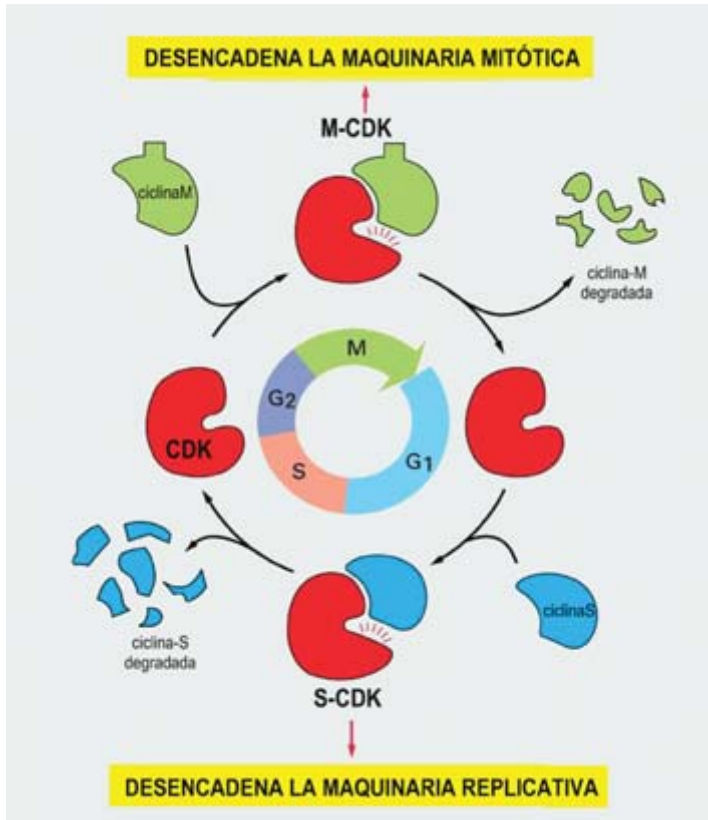 DESENCADENA LA MAQUINARIA MITÓTICA
M-CDK
ciclinaM
ciclina-M
degradada
M
G2
CDK
S
G1
ciclinaS
ciclina-S
degradada
S-CDK
DESENCADENA LA MAQUINARIA REPLICATIVA